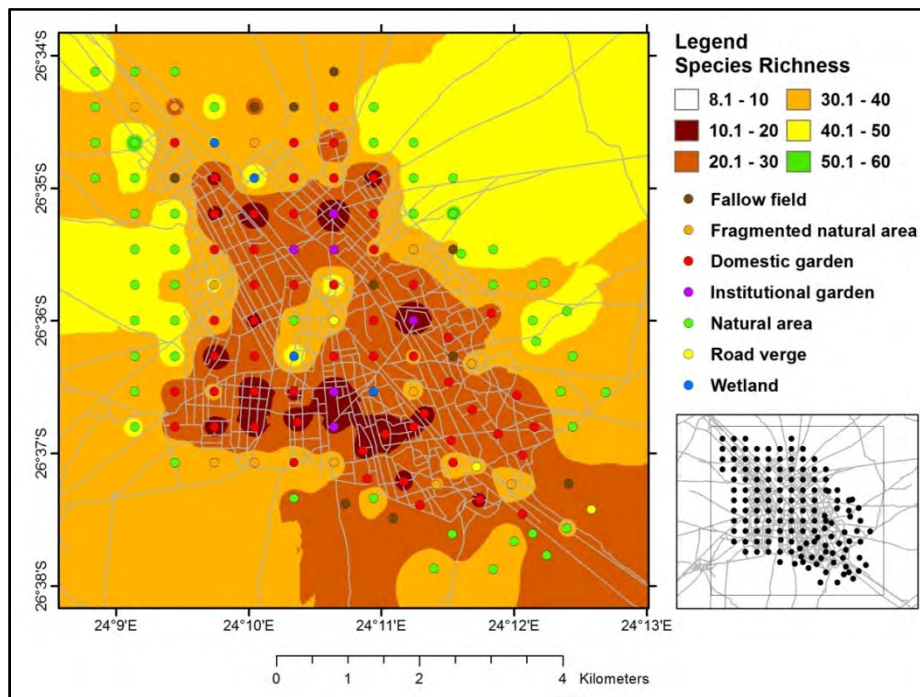 Legend
Species Richness
8.1 - 10
30.1 - 40
10.1 - 20
40.1 - 50
20.1 - 30
50.1 - 60
Fallow field
Fragmented natural area
Domestic garden
Institutional garden
Natural area
Road verge
Wetland
26°34'S
26°35'S
26°36'S
26°37'S
26°38'S
24°9'E
24°10'E
24°11'E
24°12'E
24°13'E
0 1 2 4 Kilometers